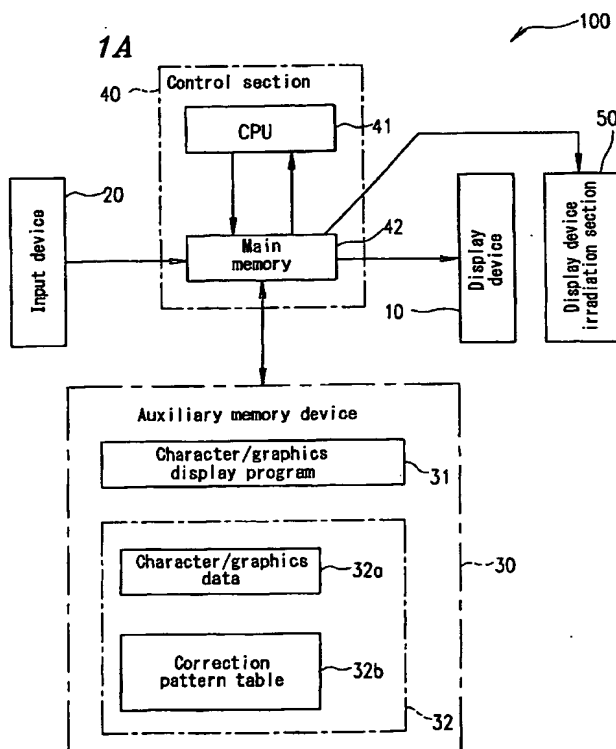 1A
100
40
Control section
CPU
41
50
20
Input device
Main
memory
42
Display
device
10
Display device
irradiation section
Auxiliary memory device
Character/graphics
display program
31
Character/graphics
data
32a
30
Correction
pattern table
32b
32